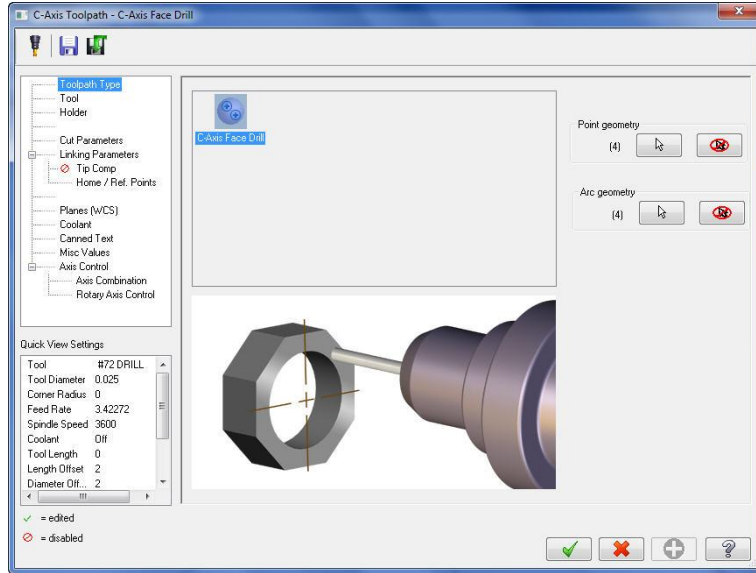 C-Axis Toolpath - C-Axis Face Drill
Toolpath Type
Tool
Holder
Cut Parameters
Linking Parameters
Tip Comp
Home / Ref. Points
Planes (WCS)
Coolant
Canned Text
Misc Values
Axis Control
Axis Combination
Rotary Axis Control
C-Axis Face Drill
Point geometry
(4)
Arc geometry
(4)
Quick View Settings
Tool #72 DRILL
Tool Diameter 0.025
Corner Radius 0
Feed Rate 3.42272
Spindle Speed 3600
Coolant Off
Tool Length 0
Length Offset 2
Diameter Off... 2
= edited
= disabled